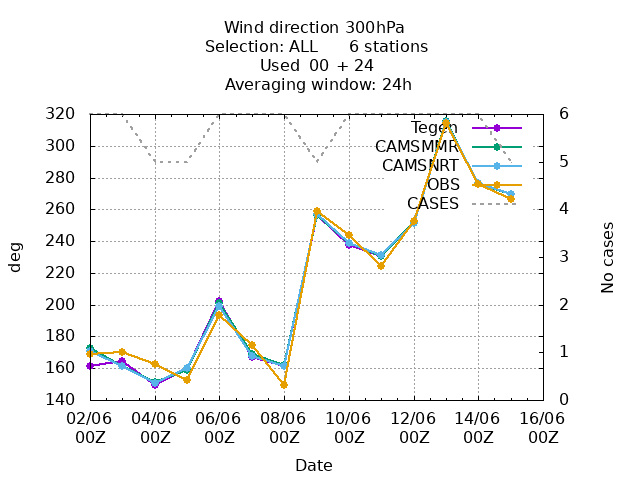 Wind direction 300hPa
Selection: ALL 6 stations
Used 00 + 24
Averaging window: 24h
Tegen
CAMSMMR
CAMSNRT
OBS
CASES
deg
320
300
280
260
240
220
200
180
160
140
No cases
6
5
4
3
2
1
0
02/06 04/06 06/06 08/06 10/06 12/06 14/06 16/06
00Z 00Z 00Z 00Z 00Z 00Z 00Z 00Z
Date